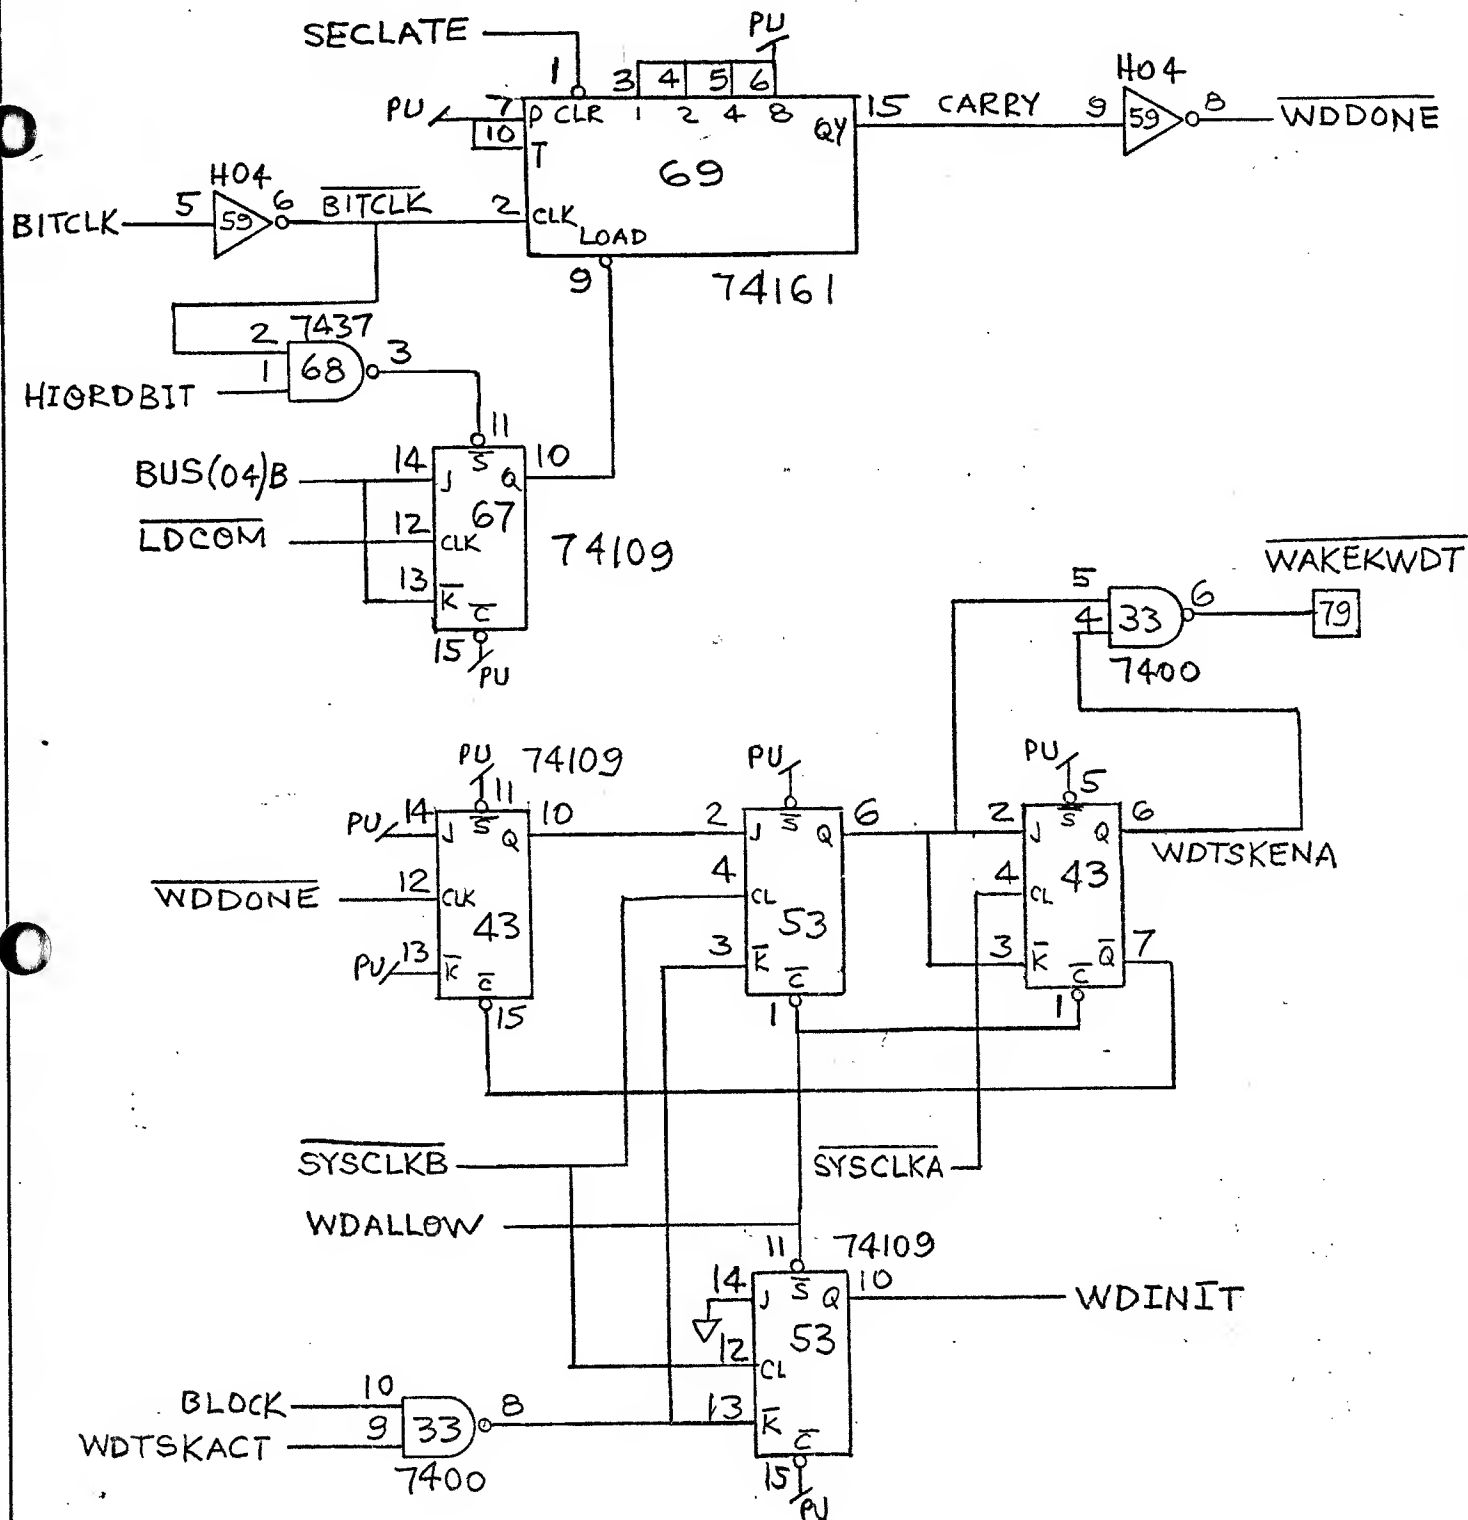 SECLATE
PU
1
3 4 5 6
H04
PU
7
P CLR 1 2 4 8
15 CARRY
9
59
8
WDDONE
10
T
QY
69
H04
BITCLK
5
59
6
BITCLK
2
CLK
LOAD
9
74161
2
7437
1
68
3
HIORDBIT
11
BUS(04)B
14
J
S
Q
10
67
LDCOM
12
CLK
74109
13
K
C
15
PU
WAKEKWDT
5
4
33
6
79
7400
PU
74109
PU
PU
11
5
PU
14
J
S
Q
10
2
J
S
Q
6
2
J
S
Q
6
WDTSKENA
WDDONE
12
CLK
43
4
CL
53
4
CL
43
PU
13
K
C
3
K
C
3
K
C
Q
7
15
1
1
SYSCLKB
SYSCLKA
WDALLOW
11
74109
14
J
S
Q
10
WDINIT
53
12
CL
BLOCK
10
WDTSKACT
9
33
8
13
K
C
7400
15
PU